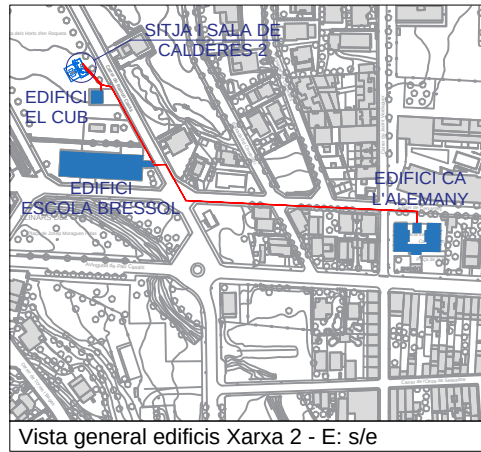 SITJA I SALA DE
CALDERES 2
EDIFICI
EL CUB
EDIFICI
ESCOLA BRESSOL
EDIFICI CA
L'ALEMANY
Vista general edificis Xarxa 2 - E: s/e